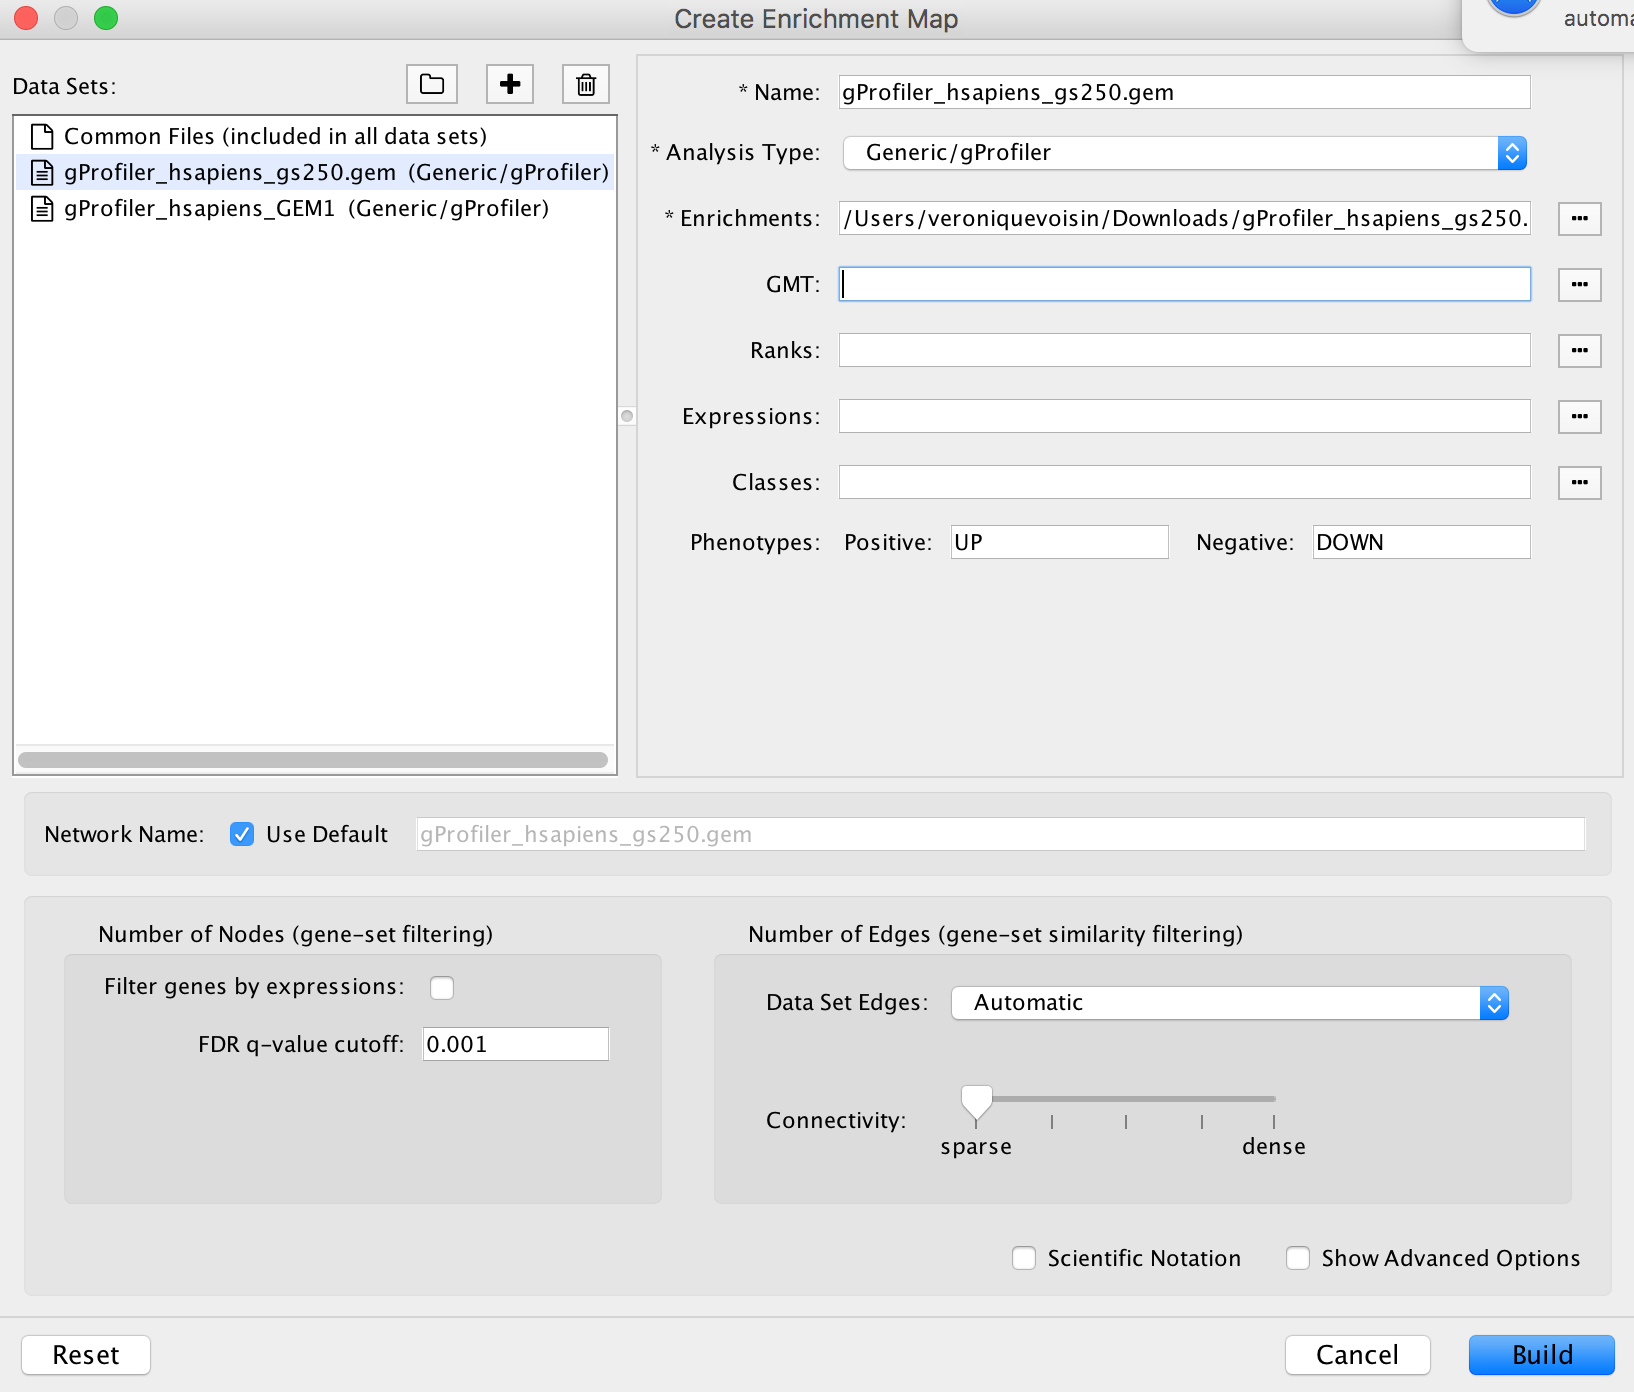 Create Enrichment Map
Data Sets:
Common Files (included in all data sets)
gProfiler_hsapiens_gs250.gem (Generic/gProfiler)
gProfiler_hsapiens_GEM1 (Generic/gProfiler)
* Name: gProfiler_hsapiens_gs250.gem
* Analysis Type: Generic/gProfiler
* Enrichments: /Users/veroniquevoisin/Downloads/gProfiler_hsapiens_gs250.
GMT:
Ranks:
Expressions:
Classes:
Phenotypes: Positive: UP Negative: DOWN
Network Name: Use Default gProfiler_hsapiens_gs250.gem
Number of Nodes (gene-set filtering)
Filter genes by expressions:
FDR q-value cutoff: 0.001
Number of Edges (gene-set similarity filtering)
Data Set Edges: Automatic
Connectivity:
sparse dense
Scientific Notation Show Advanced Options
Reset Cancel Build